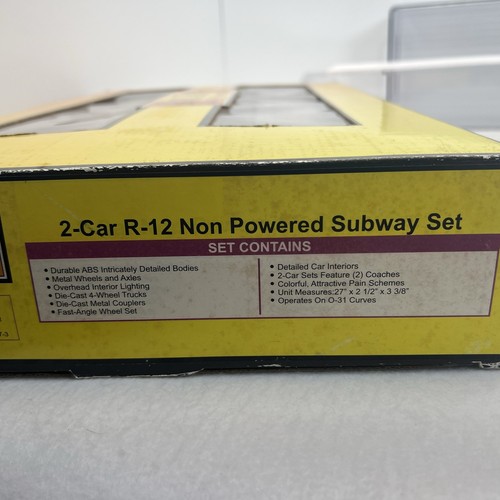 2-Car R-12 Non Powered Subway Set
SET CONTAINS
• Durable ABS Intricately Detailed Bodies
• Metal Wheels and Axles
• Overhead Interior Lighting
• Die-Cast 4-Wheel Trucks
• Die-Cast Metal Couplers
• Fast-Angle Wheel Set
• Detailed Car Interiors
• 2-Car Sets Feature (2) Coaches
• Colorful, Attractive Pain Schemes
• Unit Measures:27" x 2 1/2" x 3 3/8"
• Operates On O-31 Curves